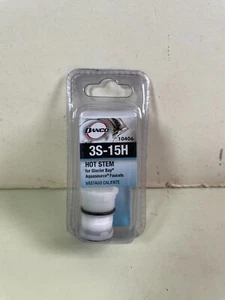 DANCO
10406
3S-15H
HOT STEM
for Glacier Bay®
Aquasource® Faucets
VÁSTAGO CALIENTE